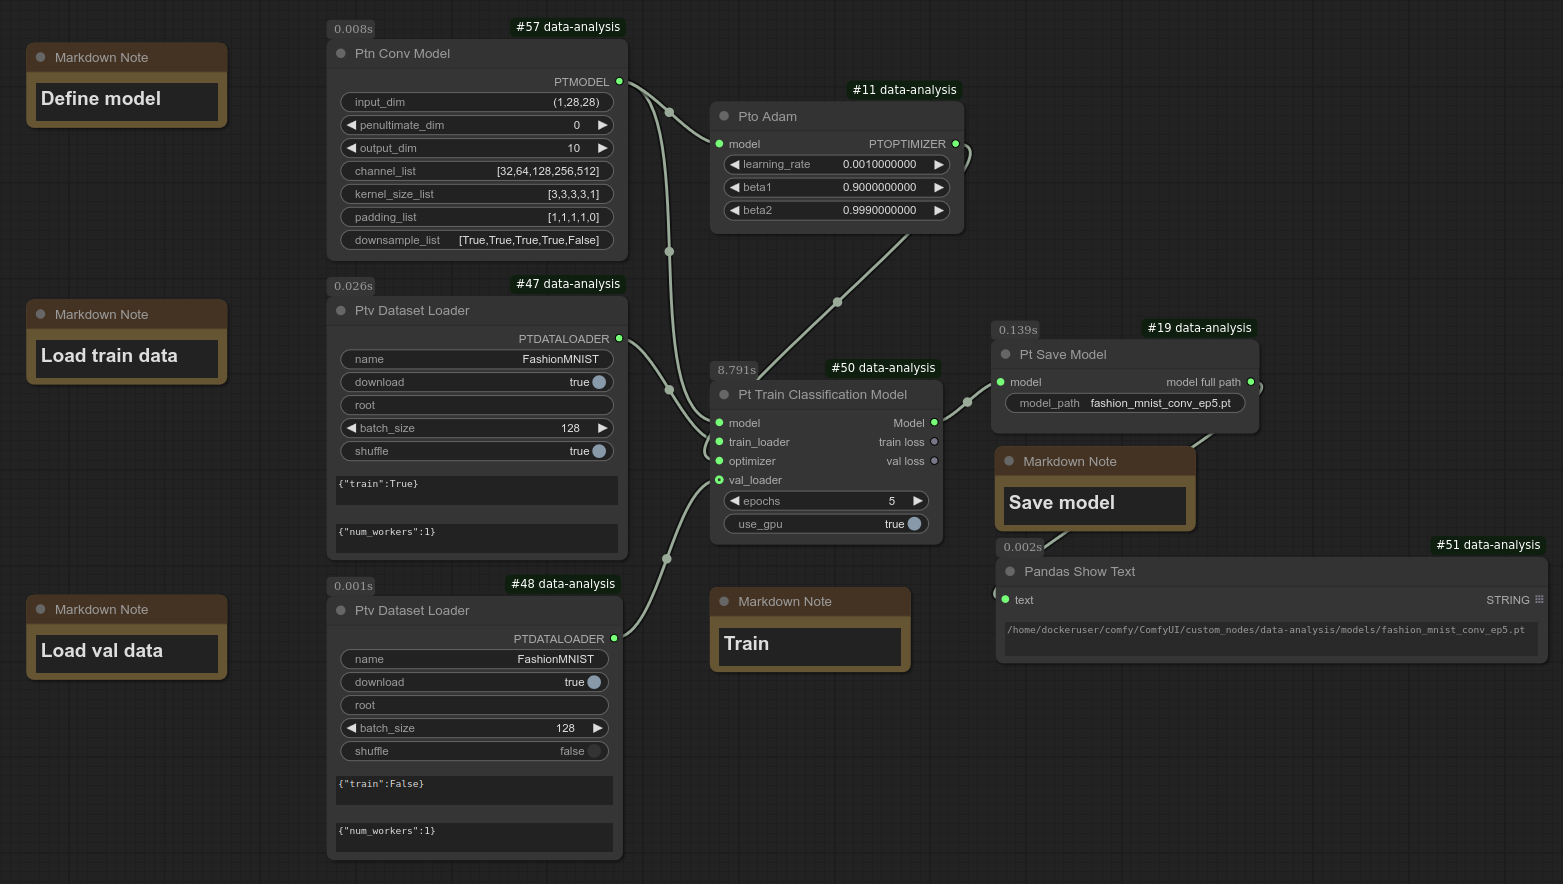 Markdown Note
Define model
0.008s
#57 data-analysis
Ptn Conv Model
PTMODEL
input_dim (1,28,28)
penultimate_dim 0
output_dim 10
channel_list [32,64,128,256,512]
kernel_size_list [3,3,3,3,1]
padding_list [1,1,1,1,0]
downsample_list [True,True,True,True,False]
#11 data-analysis
Pto Adam
model PTOPTIMIZER
learning_rate 0.0010000000
beta1 0.9000000000
beta2 0.9990000000
Markdown Note
Load train data
0.026s
#47 data-analysis
Ptv Dataset Loader
PTDATALOADER
name FashionMNIST
download true
root
batch_size 128
shuffle true
{"train":True}
{"num_workers":1}
8.791s
#50 data-analysis
Pt Train Classification Model
model Model
train_loader train loss
optimizer val loss
val_loader
epochs 5
use_gpu true
0.139s
#19 data-analysis
Pt Save Model
model model full path
model_path fashion_mnist_conv_ep5.pt
Markdown Note
Save model
0.002s
#51 data-analysis
Pandas Show Text
text STRING
/home/dockeruser/comfy/ComfyUI/custom_nodes/data-analysis/models/fashion_mnist_conv_ep5.pt
Markdown Note
Load val data
0.001s
#48 data-analysis
Ptv Dataset Loader
PTDATALOADER
name FashionMNIST
download true
root
batch_size 128
shuffle false
{"train":False}
{"num_workers":1}
Markdown Note
Train